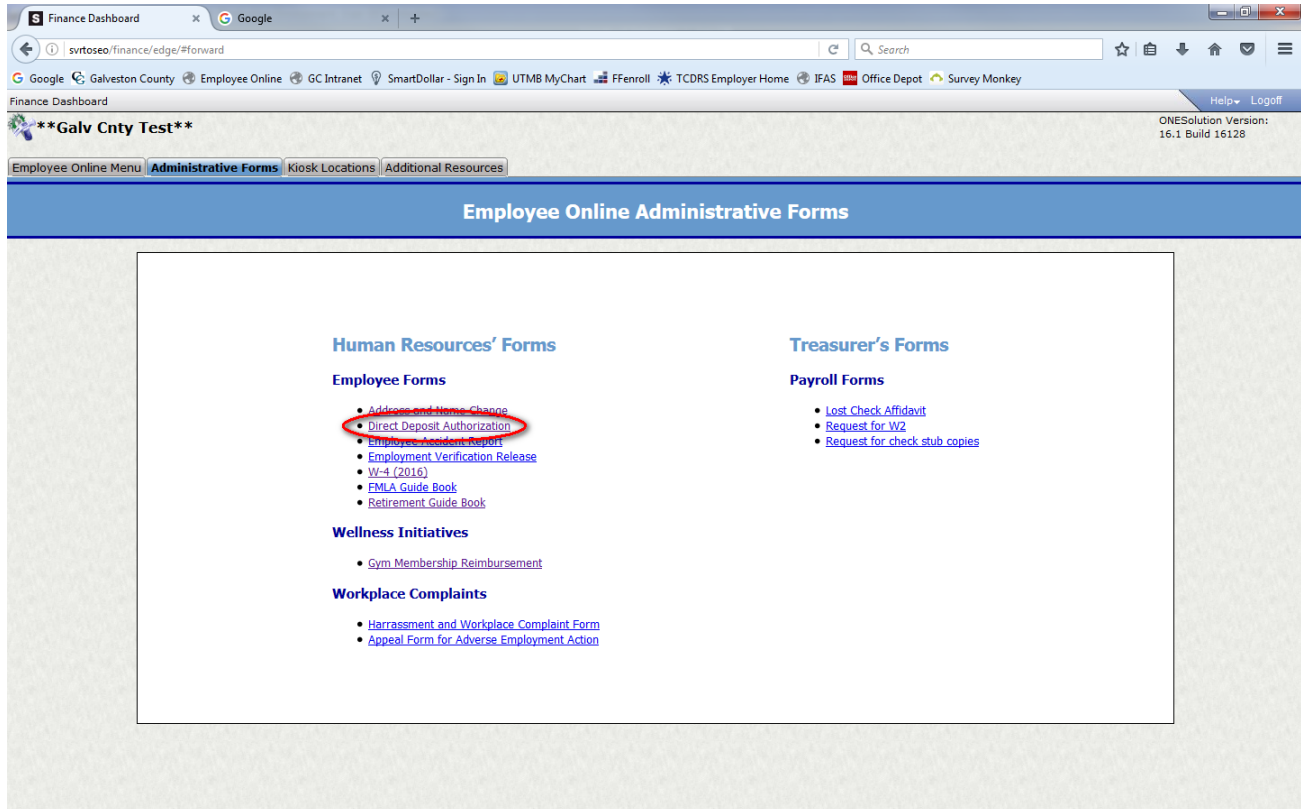 S Finance Dashboard
G Google
svrtoseo/finance/edge/#forward
Search
G Google Galveston County Employee Online GC Intranet SmartDollar - Sign In UTMB MyChart FFenroll TCDRS Employer Home IFAS Office Depot Survey Monkey
Finance Dashboard
Help Logoff
**Galv Cnty Test**
ONESolution Version:
16.1 Build 16128
Employee Online Menu Administrative Forms Kiosk Locations Additional Resources
Employee Online Administrative Forms
Human Resources' Forms
Employee Forms
Address and Name Change
Direct Deposit Authorization
Employee Accident Report
Employment Verification Release
W-4 (2016)
FMLA Guide Book
Retirement Guide Book
Wellness Initiatives
Gym Membership Reimbursement
Workplace Complaints
Harrassment and Workplace Complaint Form
Appeal Form for Adverse Employment Action
Treasurer's Forms
Payroll Forms
Lost Check Affidavit
Request for W2
Request for check stub copies